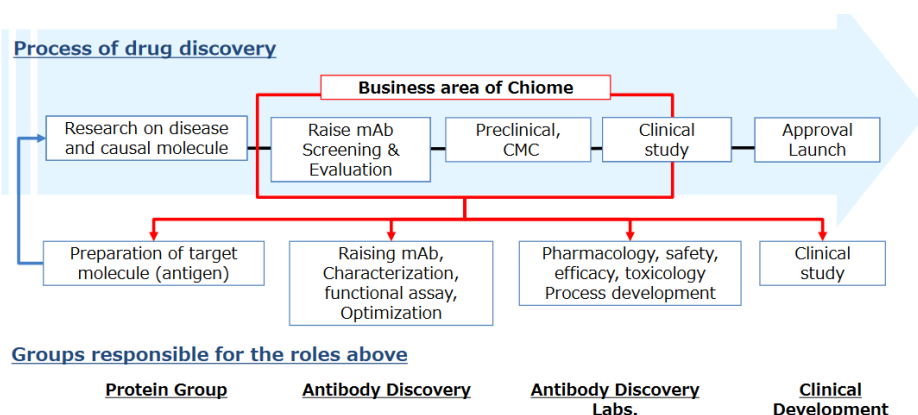 Process of drug discovery
Business area of Chiome
Research on disease
and causal molecule
Raise mAb
Screening &
Evaluation
Preclinical,
CMC
Clinical
study
Approval
Launch
Preparation of target
molecule (antigen)
Raising mAb,
Characterization,
functional assay,
Optimization
Pharmacology, safety,
efficacy, toxicology
Process development
Clinical
study
Groups responsible for the roles above
Protein Group
Antibody Discovery
Antibody Discovery
Labs.
Clinical
Development